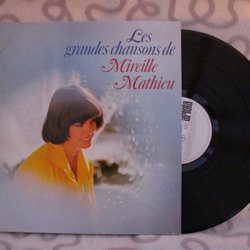 Les
grandes chansons de
Mireille
Mathieu